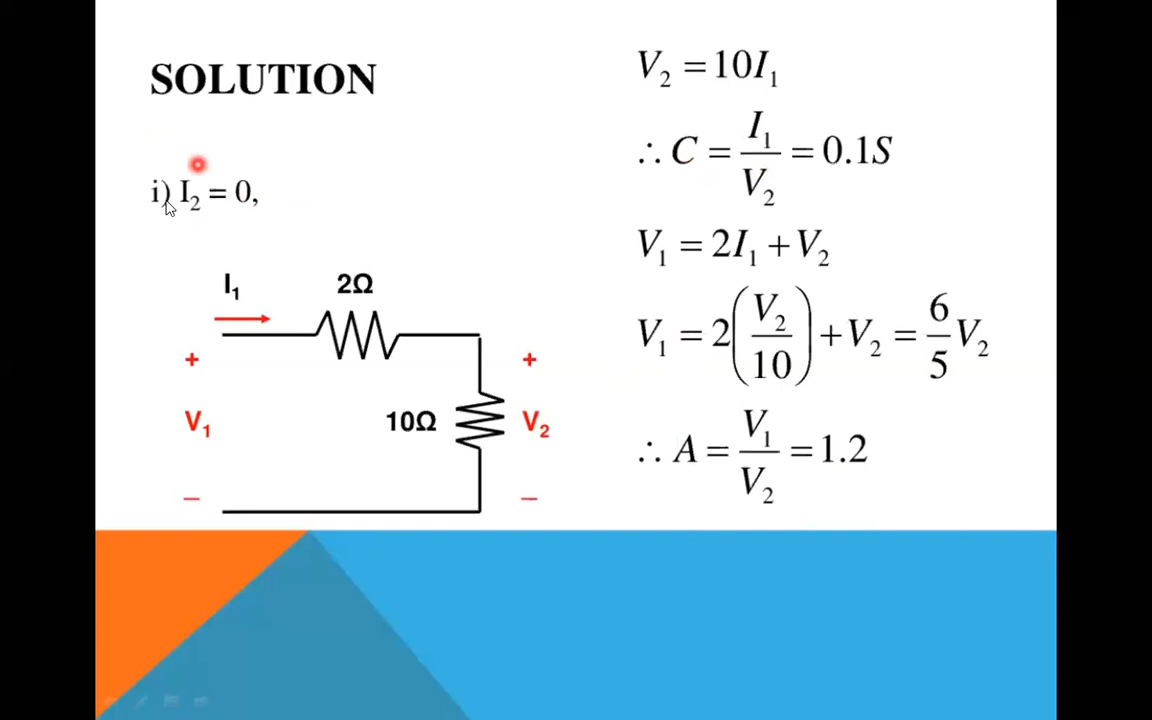 SOLUTION
i) I₂ = 0,
I₁
2Ω
+
+
V₁
10Ω
V₂
−
−
V₂ = 10I₁
∴ C = I₁/V₂ = 0.1S
V₁ = 2I₁ + V₂
V₁ = 2(V₂/10) + V₂ = 6/5 V₂
∴ A = V₁/V₂ = 1.2